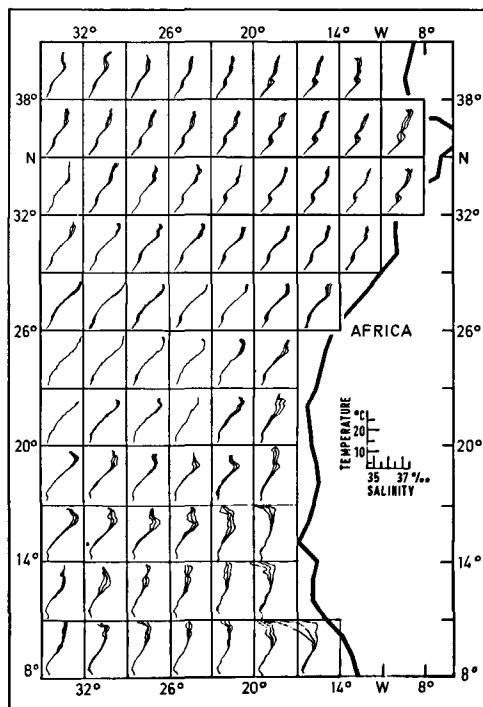 32° 26° 20° 14° W 8°
38° 38°
N N
32° 32°
26° 26°
AFRICA
TEMPERATURE
°C
20
10
35 37 ‰
SALINITY
20° 20°
14° 14°
8° 8°
32° 26° 20° 14° W 8°